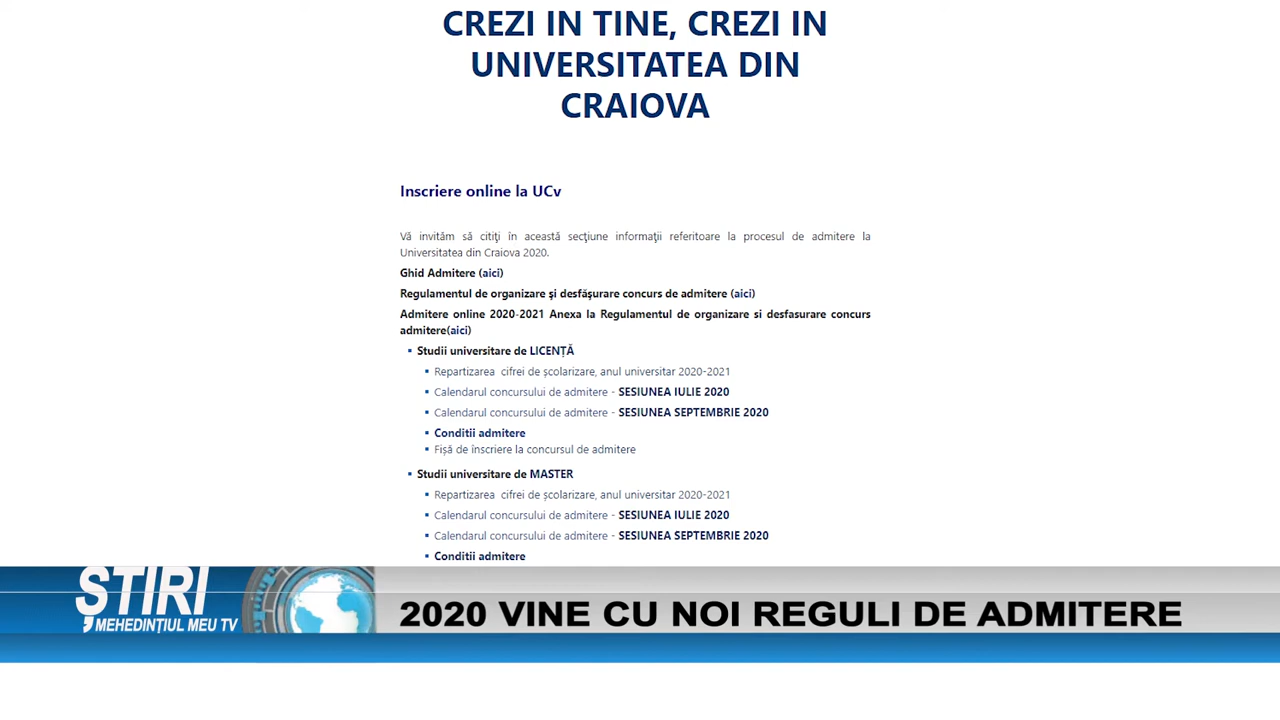 CREZI IN TINE, CREZI IN
UNIVERSITATEA DIN
CRAIOVA
Inscriere online la UCv
Vă invităm să citiţi în această secţiune informaţii referitoare la procesul de admitere la
Universitatea din Craiova 2020.
Ghid Admitere (aici)
Regulamentul de organizare şi desfăşurare concurs de admitere (aici)
Admitere online 2020-2021 Anexa la Regulamentul de organizare si desfasurare concurs
admitere(aici)
▪ Studii universitare de LICENȚĂ
▪ Repartizarea cifrei de școlarizare, anul universitar 2020-2021
▪ Calendarul concursului de admitere - SESIUNEA IULIE 2020
▪ Calendarul concursului de admitere - SESIUNEA SEPTEMBRIE 2020
▪ Conditii admitere
▪ Fișă de înscriere la concursul de admitere
▪ Studii universitare de MASTER
▪ Repartizarea cifrei de școlarizare, anul universitar 2020-2021
▪ Calendarul concursului de admitere - SESIUNEA IULIE 2020
▪ Calendarul concursului de admitere - SESIUNEA SEPTEMBRIE 2020
▪ Conditii admitere
ȘTIRI
MEHEDINȚIUL MEU TV
2020 VINE CU NOI REGULI DE ADMITERE